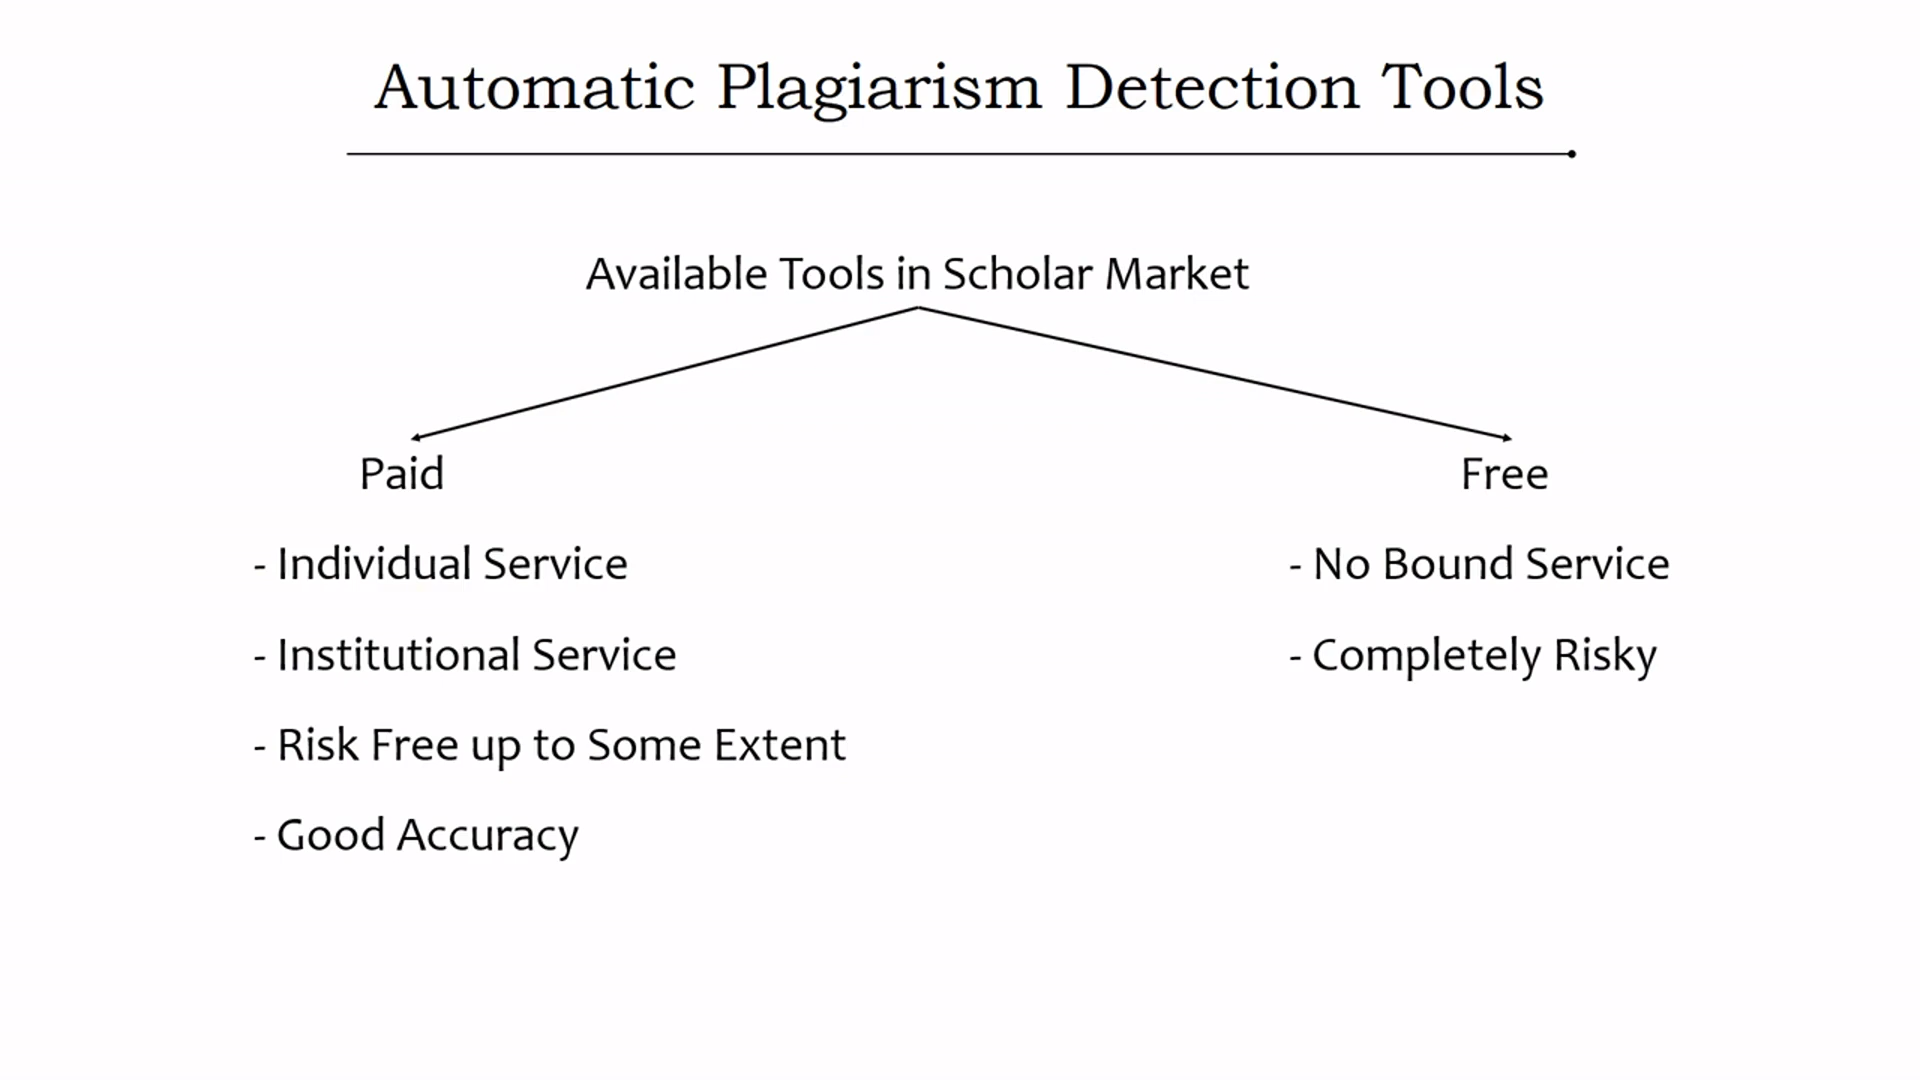 Automatic Plagiarism Detection Tools
Available Tools in Scholar Market
Paid
- Individual Service
- Institutional Service
- Risk Free up to Some Extent
- Good Accuracy
Free
- No Bound Service
- Completely Risky